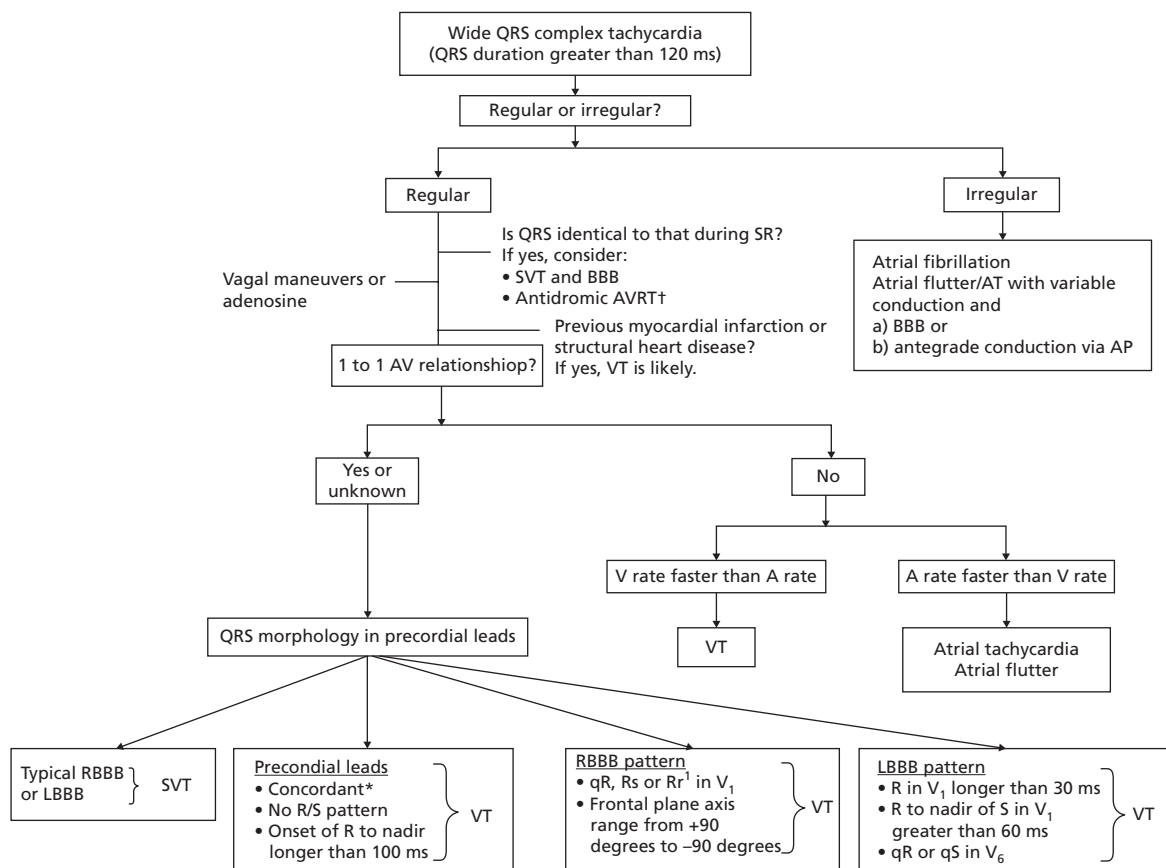 Wide QRS complex tachycardia
(QRS duration greater than 120 ms)
Regular or irregular?
Regular
Irregular
Is QRS identical to that during SR?
If yes, consider:
• SVT and BBB
• Antidromic AVRT†
Vagal maneuvers or
adenosine
Previous myocardial infarction or
structural heart disease?
If yes, VT is likely.
Atrial fibrillation
Atrial flutter/AT with variable
conduction and
a) BBB or
b) antegrade conduction via AP
1 to 1 AV relationshiop?
Yes or
unknown
No
V rate faster than A rate
A rate faster than V rate
VT
Atrial tachycardia
Atrial flutter
QRS morphology in precordial leads
Typical RBBB
or LBBB
SVT
Precondial leads
• Concordant*
• No R/S pattern
• Onset of R to nadir
longer than 100 ms
VT
RBBB pattern
• qR, Rs or Rr¹ in V₁
• Frontal plane axis
range from +90
degrees to –90 degrees
VT
LBBB pattern
• R in V₁ longer than 30 ms
• R to nadir of S in V₁
greater than 60 ms
• qR or qS in V₆
VT